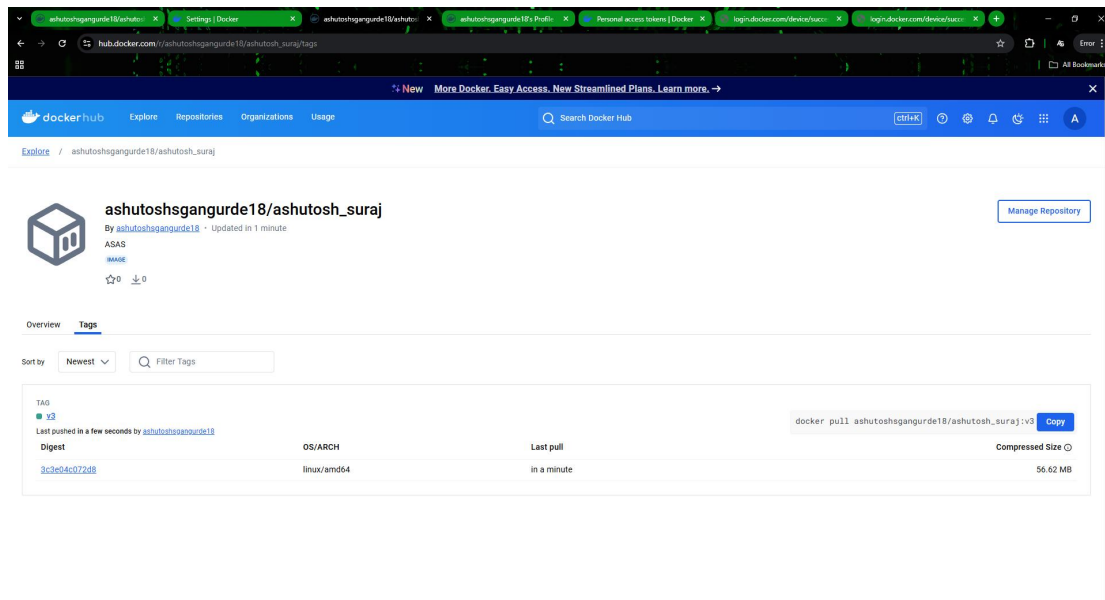 ashutoshsgangurde18/ashutos
Settings | Docker
ashutoshsgangurde18/ashutos
ashutoshsgangurde18's Profile
Personal access tokens | Docker
login.docker.com/device/succe
login.docker.com/device/succe
hub.docker.com/r/ashutoshsgangurde18/ashutosh_suraj/tags
Error
All Bookmarks
New More Docker. Easy Access. New Streamlined Plans. Learn more. →
dockerhub Explore Repositories Organizations Usage Search Docker Hub ctrl+K A
Explore / ashutoshsgangurde18/ashutosh_suraj
ashutoshsgangurde18/ashutosh_suraj
Manage Repository
By ashutoshsgangurde18 · Updated in 1 minute
ASAS
IMAGE
0 0
Overview Tags
Sort by Newest Filter Tags
TAG
v3
docker pull ashutoshsgangurde18/ashutosh_suraj:v3 Copy
Last pushed in a few seconds by ashutoshsgangurde18
Digest OS/ARCH Last pull Compressed Size
3c3e04c072d8 linux/amd64 in a minute 56.62 MB